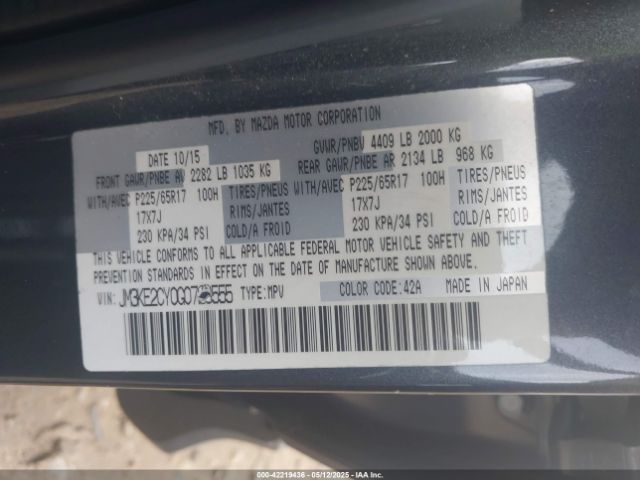 MFD. BY MAZDA MOTOR CORPORATION
DATE 10/15 GVWR/PNBV 4409 LB 2000 KG
FRONT GAWR/PNBE AV 2282 LB 1035 KG REAR GAWR/PNBE AR 2134 LB 968 KG
WITH/AVEC P225/65R17 100H TIRES/PNEUS WITH/AVEC P225/65R17 100H TIRES/PNEUS
17X7J RIMS/JANTES 17X7J RIMS/JANTES
230 KPA/34 PSI COLD/A FROID 230 KPA/34 PSI COLD/A FROID
THIS VEHICLE CONFORMS TO ALL APPLICABLE FEDERAL MOTOR VEHICLE SAFETY AND THEFT
PREVENTION STANDARDS IN EFFECT ON THE DATE OF MANUFACTURE SHOWN ABOVE.
VIN: TYPE:MPV COLOR CODE:42A MADE IN JAPAN
000-42219436 - 05/12/2025 - IAA Inc.